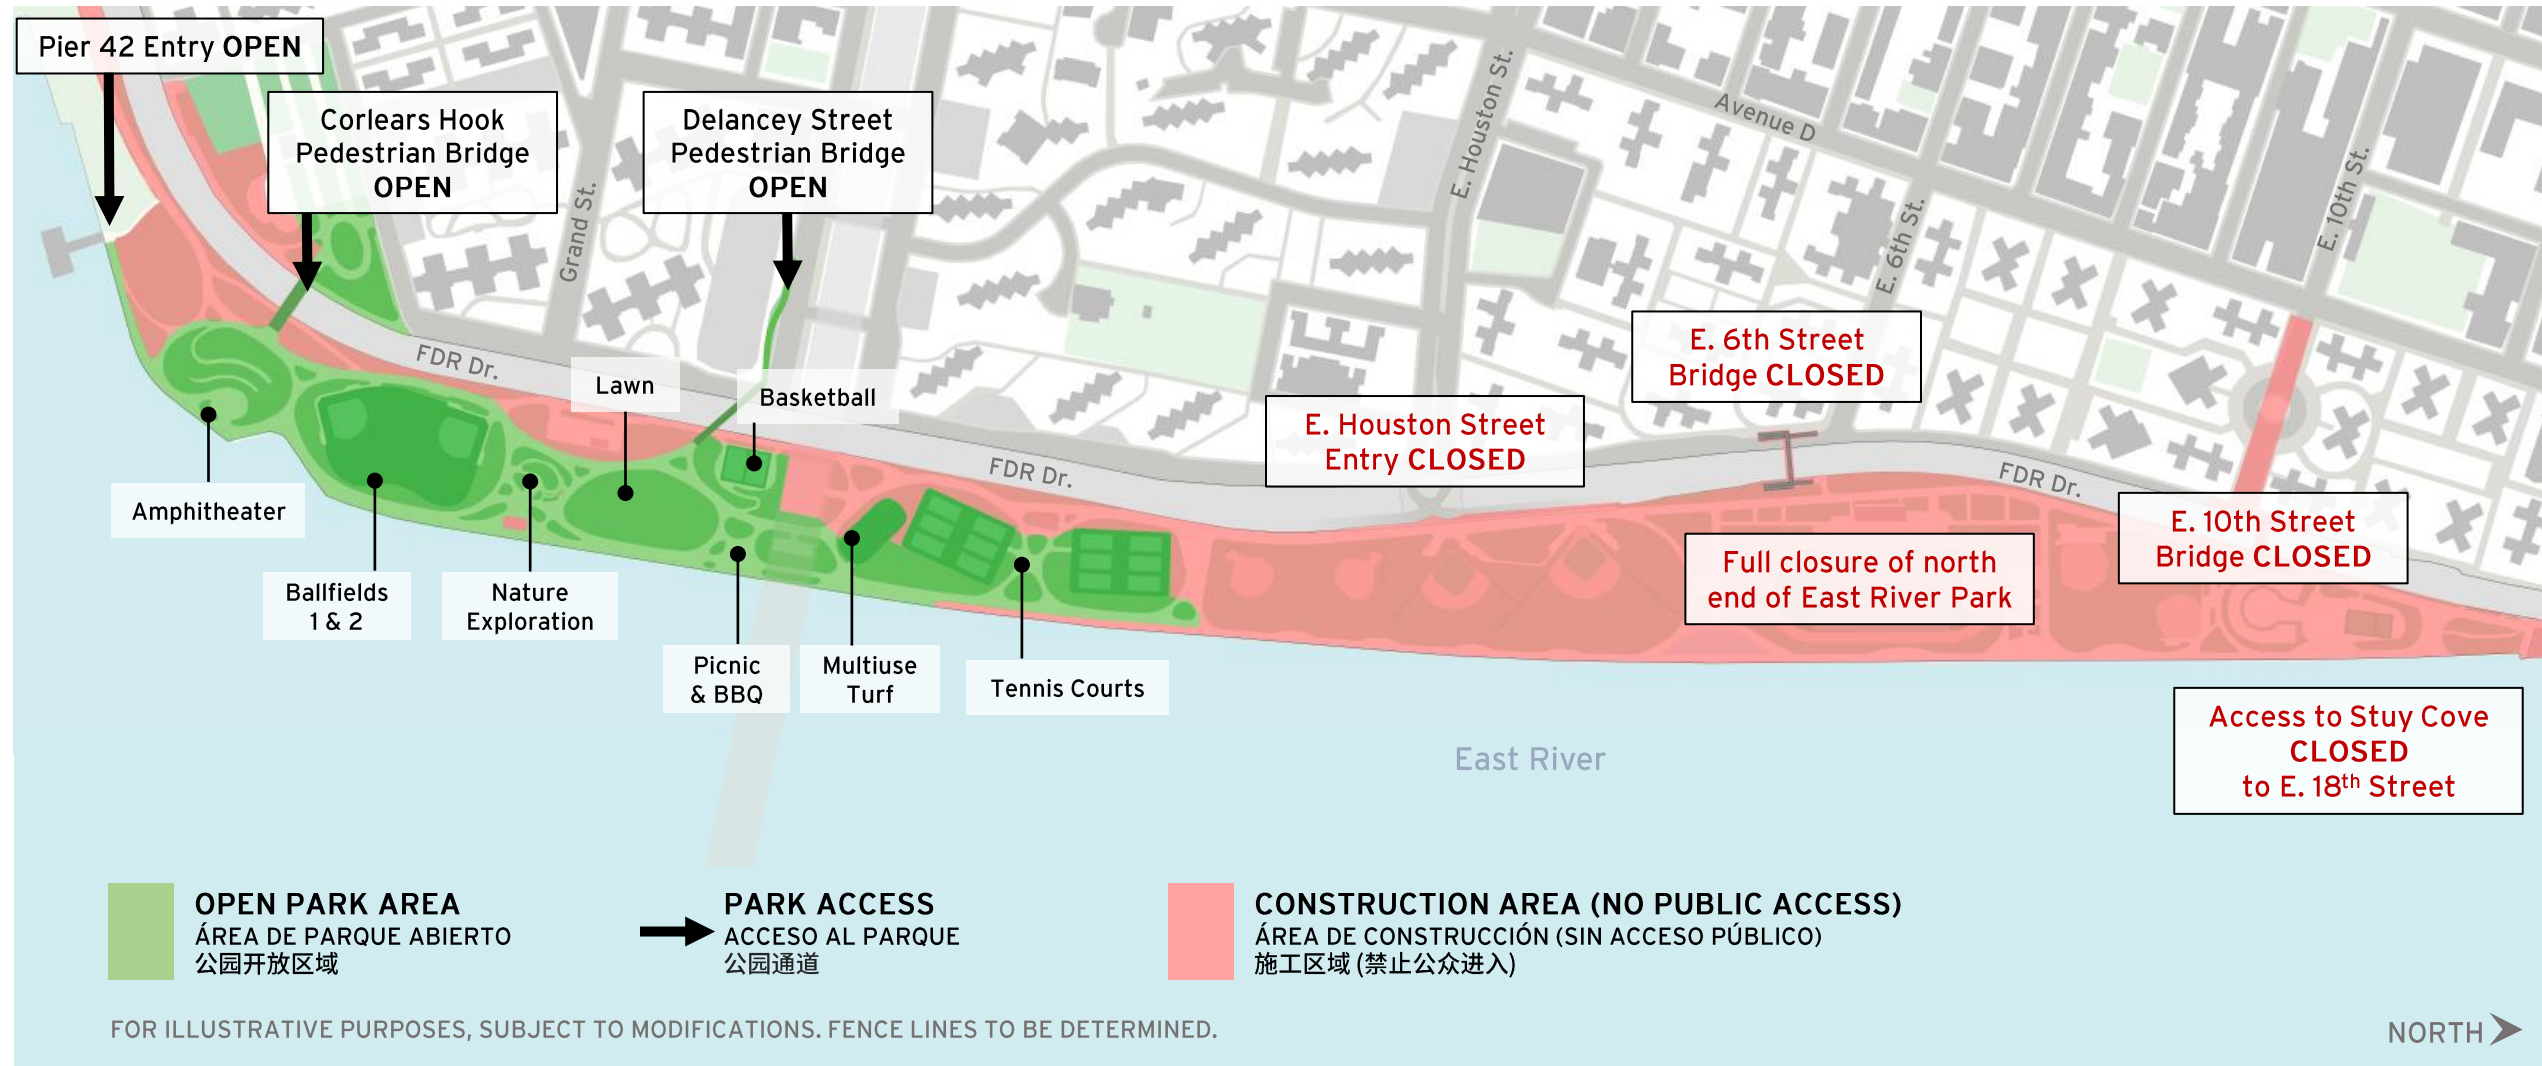 Pier 42 Entry OPEN
Corlears Hook
Pedestrian Bridge
OPEN
Delancey Street
Pedestrian Bridge
OPEN
Grand St.
E. Houston St.
Avenue D
E. 6th St.
E. 10th St.
FDR Dr.
Lawn
Basketball
FDR Dr.
E. Houston Street
Entry CLOSED
E. 6th Street
Bridge CLOSED
FDR Dr.
E. 10th Street
Bridge CLOSED
Full closure of north
end of East River Park
Amphitheater
Ballfields
1 & 2
Nature
Exploration
Picnic
& BBQ
Multiuse
Turf
Tennis Courts
East River
Access to Stuy Cove
CLOSED
to E. 18th Street
OPEN PARK AREA
ÁREA DE PARQUE ABIERTO
公园开放区域
PARK ACCESS
ACCESO AL PARQUE
公园通道
CONSTRUCTION AREA (NO PUBLIC ACCESS)
ÁREA DE CONSTRUCCIÓN (SIN ACCESO PÚBLICO)
施工区域 (禁止公众进入)
FOR ILLUSTRATIVE PURPOSES, SUBJECT TO MODIFICATIONS. FENCE LINES TO BE DETERMINED.
NORTH